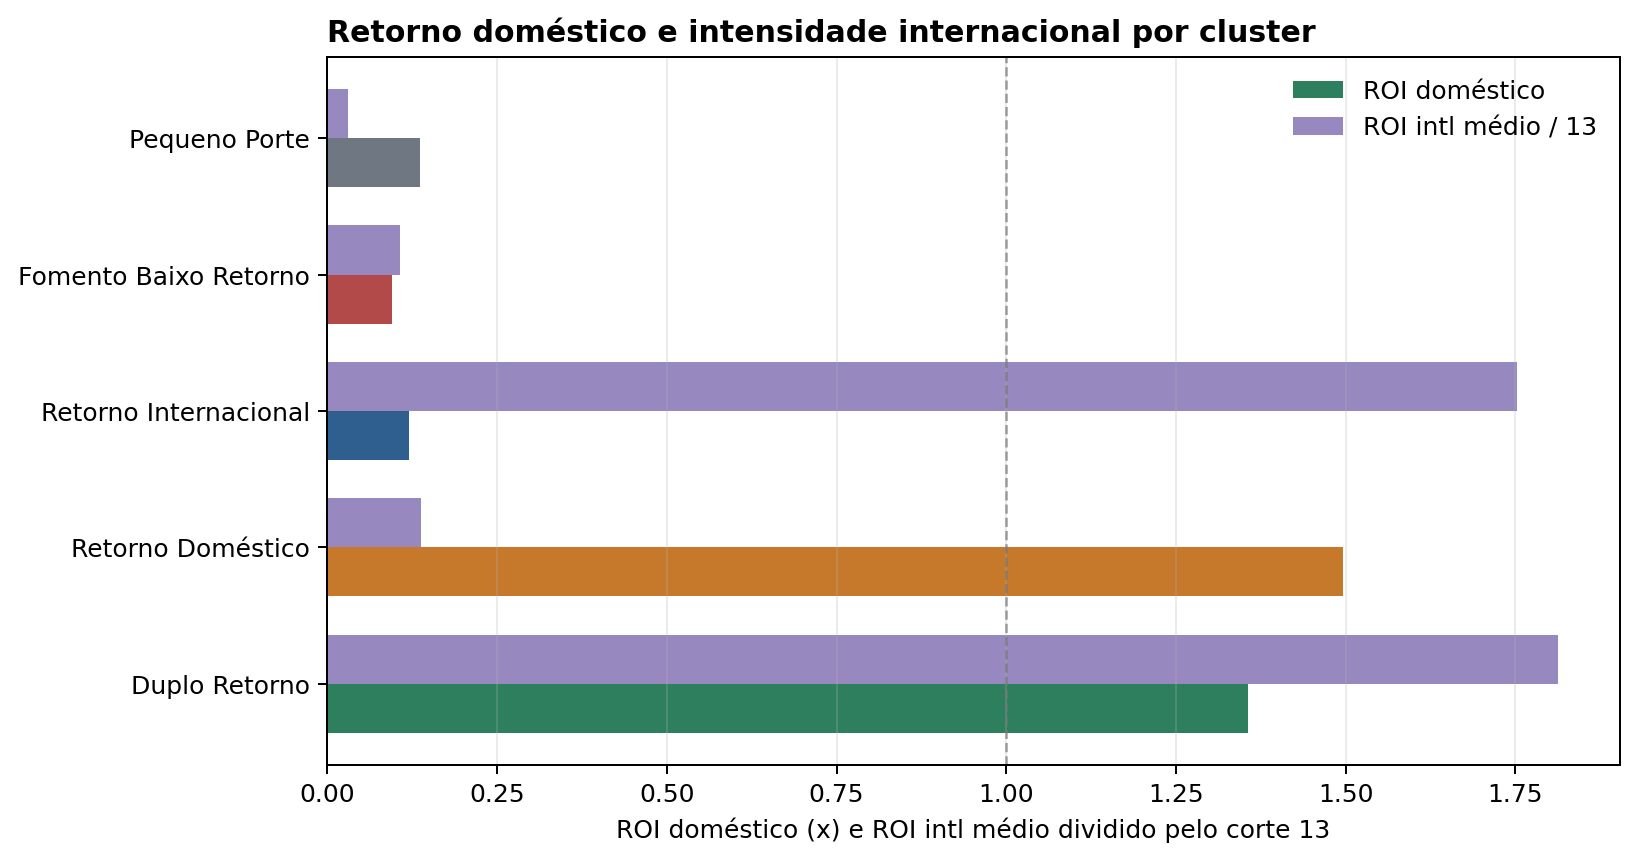 Retorno doméstico e intensidade internacional por cluster
ROI doméstico
ROI intl médio / 13
Pequeno Porte
Fomento Baixo Retorno
Retorno Internacional
Retorno Doméstico
Duplo Retorno
0.00 0.25 0.50 0.75 1.00 1.25 1.50 1.75
ROI doméstico (x) e ROI intl médio dividido pelo corte 13